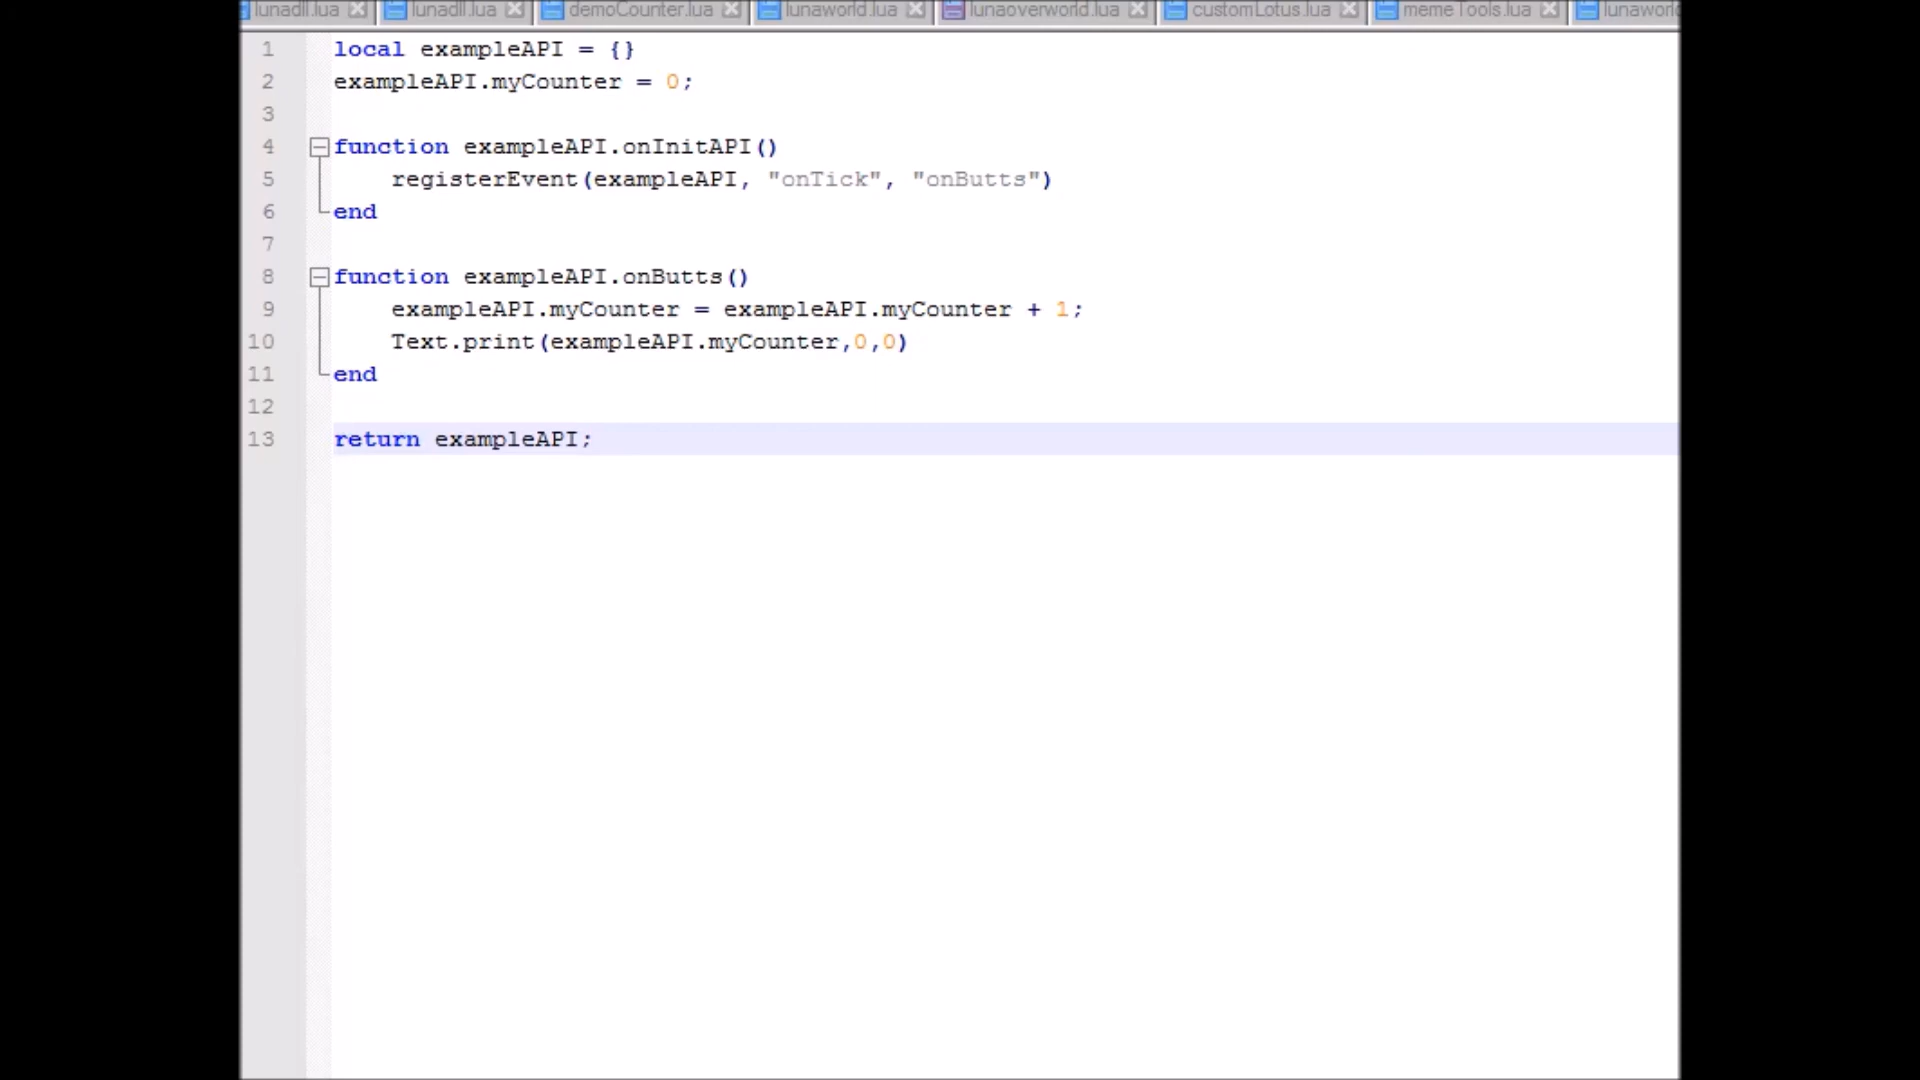 lunadll.lua lunadll.lua demoCounter.lua lunaworld.lua lunaoverworld.lua customLotus.lua memeTools.lua lunaworl
1 local exampleAPI = {}
2 exampleAPI.myCounter = 0;
3
4 function exampleAPI.onInitAPI()
5 registerEvent(exampleAPI, "onTick", "onButts")
6 end
7
8 function exampleAPI.onButts()
9 exampleAPI.myCounter = exampleAPI.myCounter + 1;
10 Text.print(exampleAPI.myCounter,0,0)
11 end
12
13 return exampleAPI;